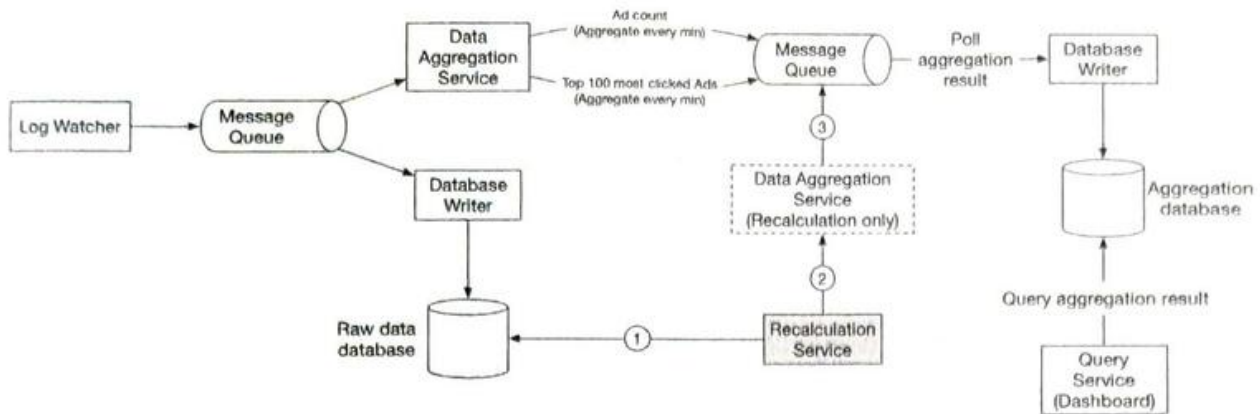 Log Watcher
Message
Queue
Data
Aggregation
Service
Ad count
(Aggregate every min)
Top 100 most clicked Ads
(Aggregate every min)
Message
Queue
Poll
aggregation
result
Database
Writer
Database
Writer
3
Data Aggregation
Service
(Recalculation only)
Aggregation
database
2
Query aggregation result
Raw data
database
1
Recalculation
Service
Query
Service
(Dashboard)